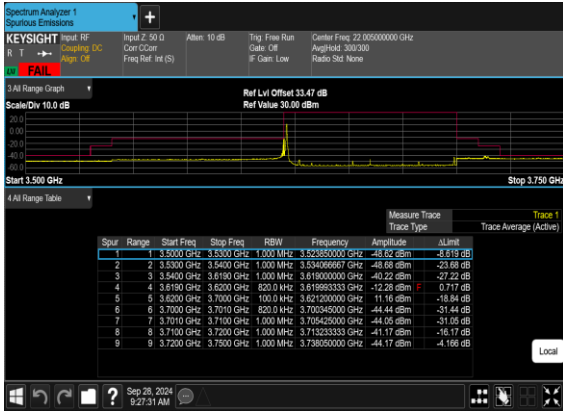 Spectrum Analyzer 1
Spurious Emissions
KEYSIGHT Input: RF Input Z: 50 Ω Atten: 10 dB Trig: Free Run Center Freq: 22.005000000 GHz
R T Coupling: DC Corr CCorr Gate: Off Avg|Hold: 300/300
Align: Off Freq Ref: Int (S) IF Gain: Low Radio Std: None
FAIL
3 All Range Graph
Ref Lvl Offset 33.47 dB
Scale/Div 10.0 dB Ref Value 30.00 dBm
20.0
0.00
-20.0
-40.0
-60.0
Start 3.500 GHz Stop 3.750 GHz
4 All Range Table
Measure Trace Trace 1
Trace Type Trace Average (Active)
Spur Range Start Freq Stop Freq RBW Frequency Amplitude ΔLimit
1 1 3.5000 GHz 3.5300 GHz 1.000 MHz 3.523850000 GHz -48.62 dBm -8.619 dB
2 2 3.5300 GHz 3.5400 GHz 1.000 MHz 3.534066667 GHz -48.68 dBm -23.68 dB
3 3 3.5400 GHz 3.6190 GHz 1.000 MHz 3.619000000 GHz -40.22 dBm -27.22 dB
4 4 3.6190 GHz 3.6200 GHz 820.0 kHz 3.619993333 GHz -12.28 dBm F 0.717 dB
5 5 3.6200 GHz 3.7000 GHz 100.0 kHz 3.621200000 GHz 11.16 dBm -18.84 dB
6 6 3.7000 GHz 3.7010 GHz 820.0 kHz 3.700345000 GHz -44.44 dBm -31.44 dB
7 7 3.7010 GHz 3.7100 GHz 1.000 MHz 3.705425000 GHz -44.05 dBm -31.05 dB
8 8 3.7100 GHz 3.7200 GHz 1.000 MHz 3.713233333 GHz -41.17 dBm -16.17 dB
9 9 3.7200 GHz 3.7500 GHz 1.000 MHz 3.738050000 GHz -44.17 dBm -4.166 dB
Local
Sep 28, 2024
9:27:31 AM